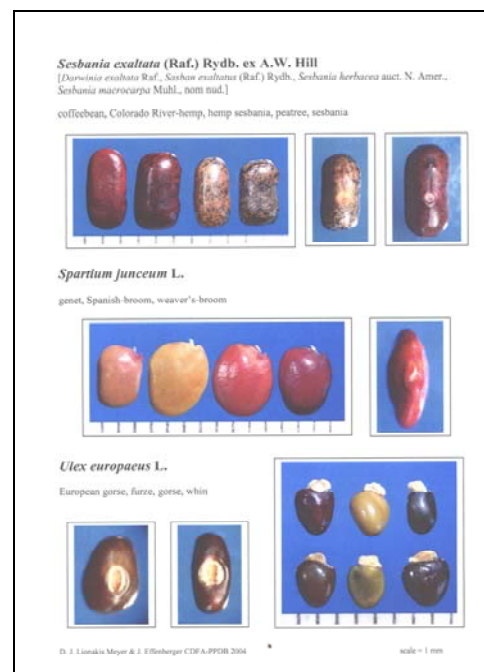 Sesbania exaltata (Raf.) Rydb. ex A.W. Hill
[Darwinia exaltata Raf., Sesban exaltatus (Raf.) Rydb., Sesbania herbacea auct. N. Amer.,
Sesbania macrocarpa Muhl., nom nud.]
coffeebean, Colorado River-hemp, hemp sesbania, peatree, sesbania
Spartium junceum L.
genet, Spanish-broom, weaver's-broom
Ulex europaeus L.
European gorse, furze, gorse, whin
D. J. Lionakis Meyer & J. Effenberger CDFA-PPDB 2004
scale = 1 mm